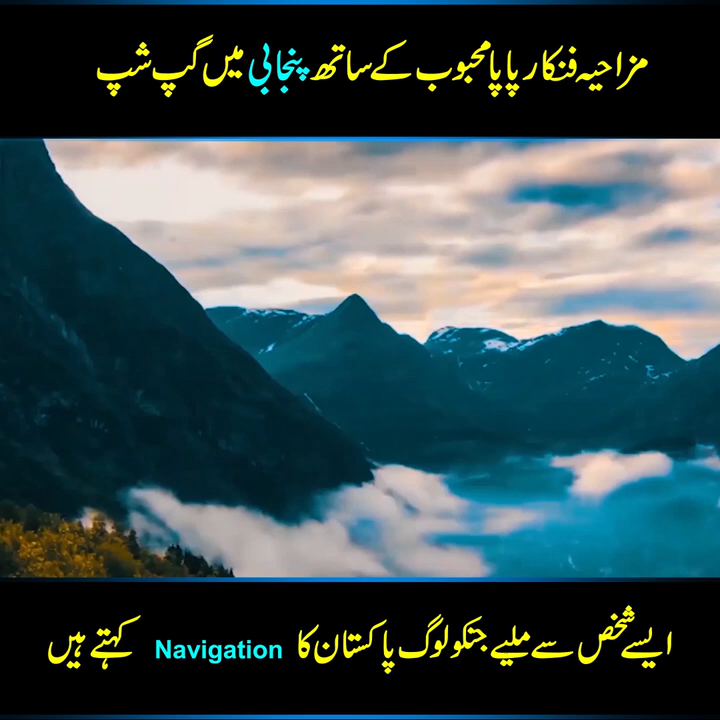 مزاحیہ فنکار پاپا محبوب کے ساتھ پنجابی میں گپ شپ
ایسے شخص سے ملیے جنکو لوگ پاکستان کا Navigation کہتے ہیں